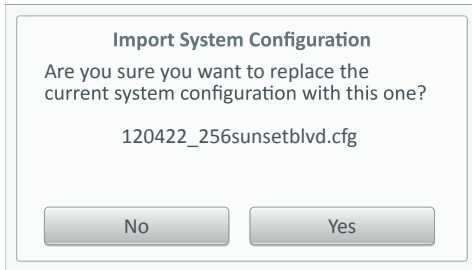 Import System Configuration
Are you sure you want to replace the
current system configuration with this one?
120422_256sunsetblvd.cfg
No
Yes